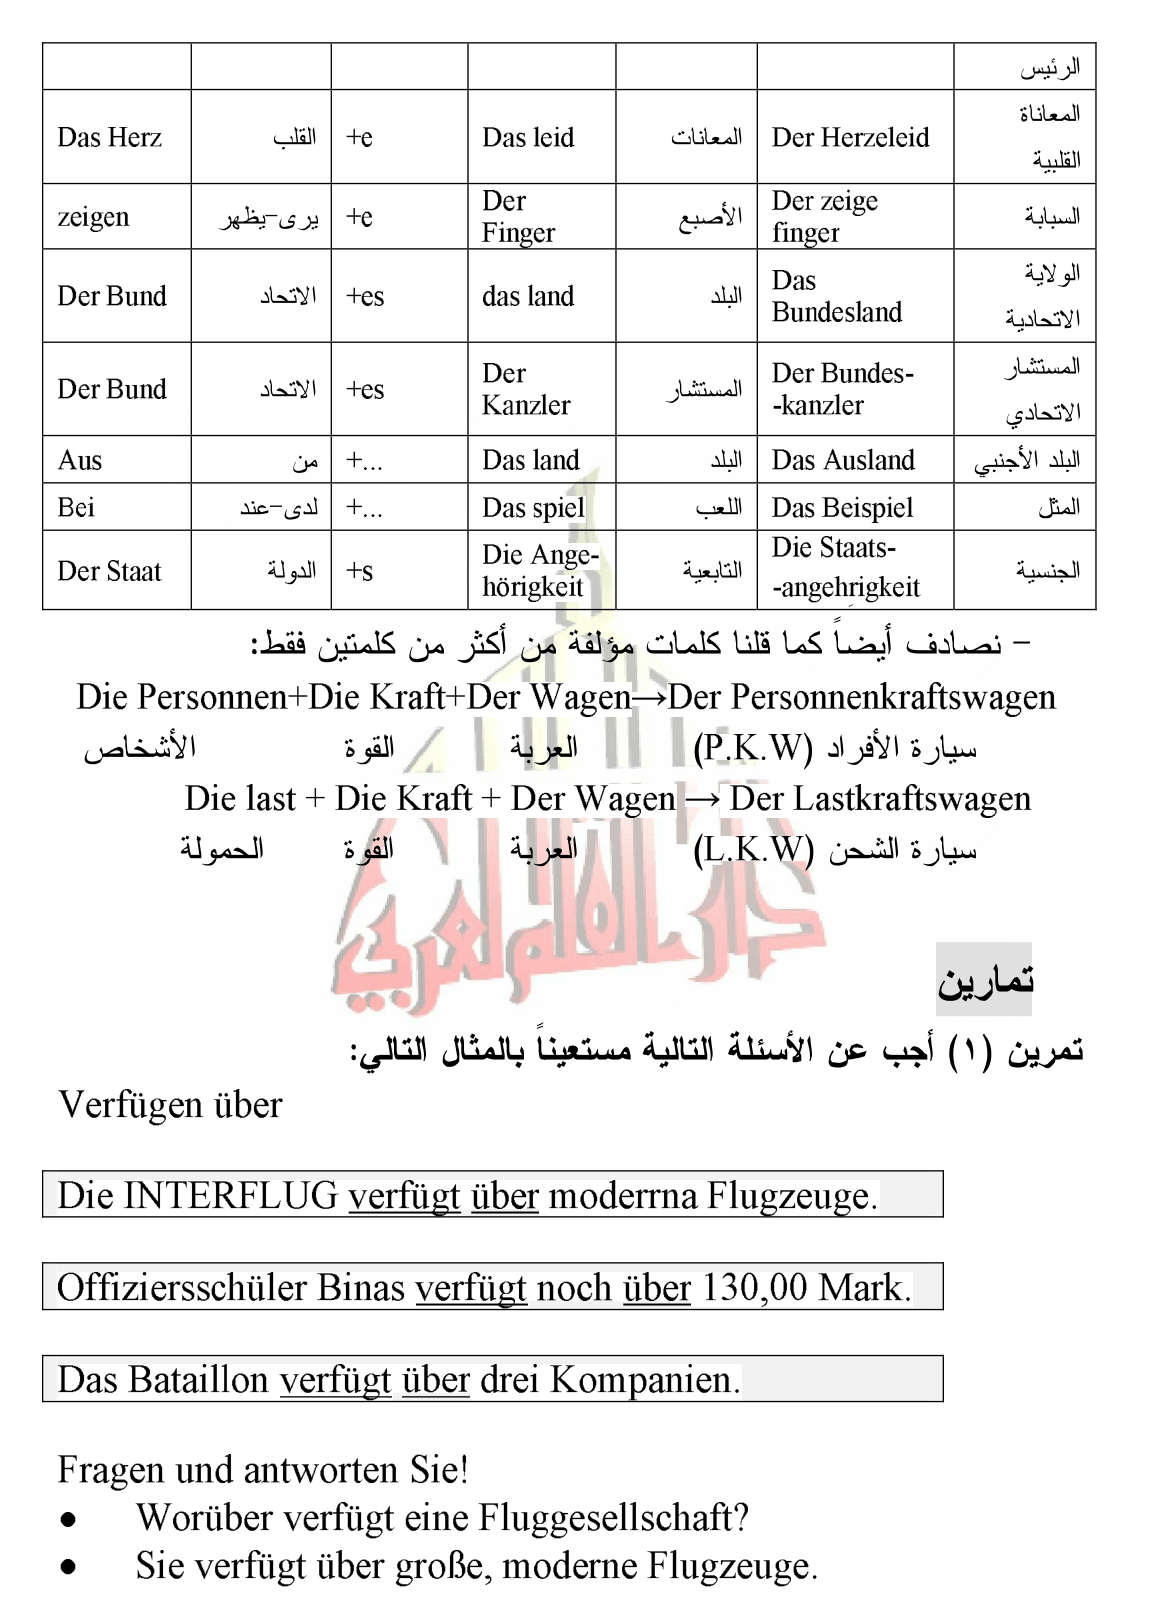 الرئيس
Das Herz القلب +e Das leid المعانات Der Herzeleid المعاناة
القلبية
zeigen يرى-يظهر +e Der
Finger الأصبع Der zeige
finger السبابة
Der Bund الاتحاد +es das land البلد Das
Bundesland الولاية
الاتحادية
Der Bund الاتحاد +es Der
Kanzler المستشار Der Bundes-
-kanzler المستشار
الاتحادي
Aus من +... Das land البلد Das Ausland البلد الأجنبي
Bei لدى-عند +... Das spiel اللعب Das Beispiel المثل
Der Staat الدولة +s Die Ange-
hörigkeit التابعية Die Staats-
-angehrigkeit الجنسية
- نصادف أيضاً كما قلنا كلمات مؤلفة من أكثر من كلمتين فقط:
Die Personnen+Die Kraft+Der Wagen→Der Personnenkraftswagen
سيارة الأفراد (P.K.W) العربة القوة الأشخاص
Die last + Die Kraft + Der Wagen → Der Lastkraftswagen
سيارة الشحن (L.K.W) العربة القوة الحمولة
دار القلم العربي
تمارين
تمرين (١) أجب عن الأسئلة التالية مستعيناً بالمثال التالي:
Verfügen über
Die INTERFLUG verfügt über moderrna Flugzeuge.
Offiziersschüler Binas verfügt noch über 130,00 Mark.
Das Bataillon verfügt über drei Kompanien.
Fragen und antworten Sie!
• Worüber verfügt eine Fluggesellschaft?
• Sie verfügt über große, moderne Flugzeuge.